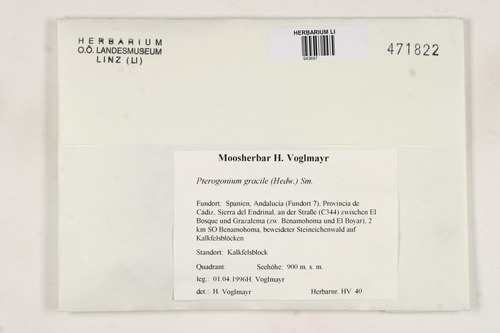 HERBARIUM
O.Ö. LANDESMUSEUM
LINZ (LI)
HERBARIUM LI
943697
471822
Moosherbar H. Voglmayr
Pterogonium gracile (Hedw.) Sm.
Fundort: Spanien, Andalucía (Fundort 7), Provincia de
Cádiz, Sierra del Endrinal, an der Straße (C344) zwischen El
Bosque und Grazalema (zw. Benamohoma und El Boyar), 2
km SO Benamohoma, beweideter Steineichenwald auf
Kalkfelsblöcken
Standort: Kalkfelsblock
Quadrant: Seehöhe: 900 m. s. m.
leg.: 01.04.1996H. Voglmayr
det.: H. Voglmayr Herbarnr. HV 40